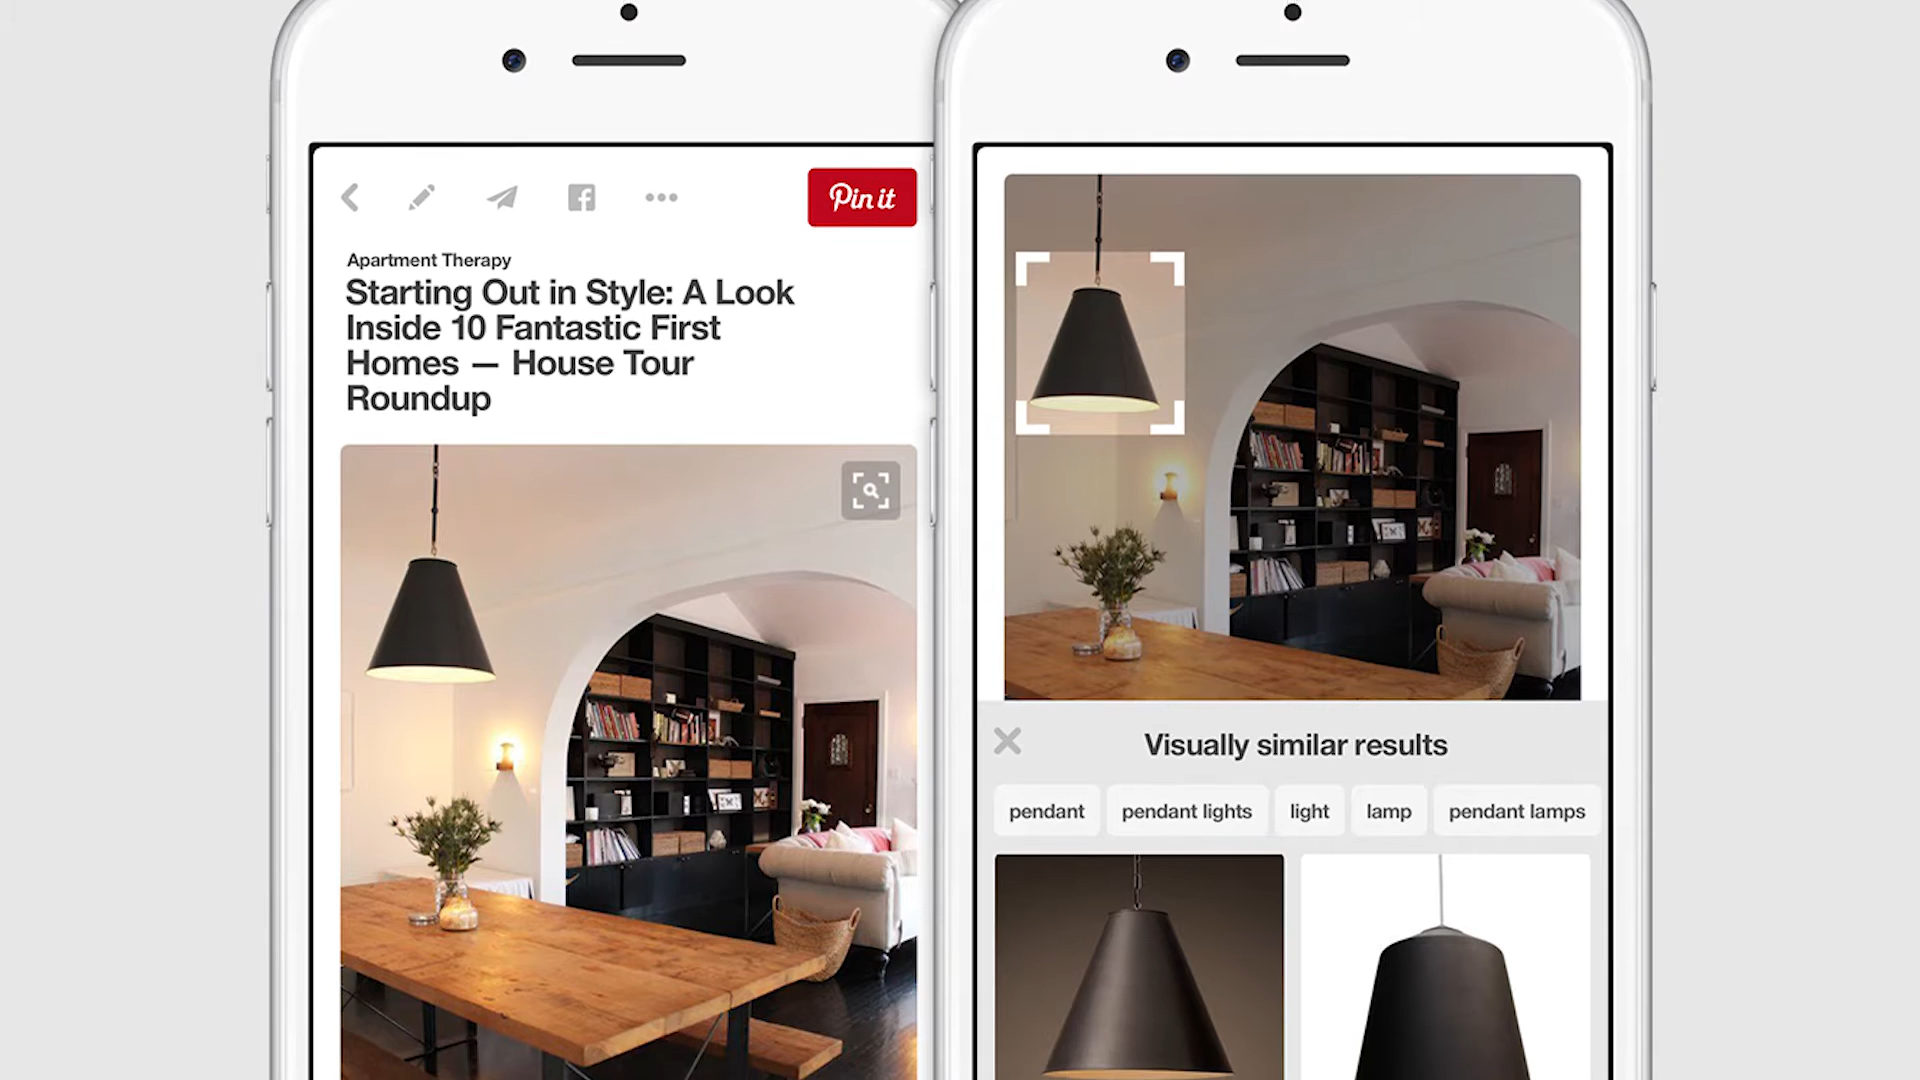 Pin it
Apartment Therapy
Starting Out in Style: A Look
Inside 10 Fantastic First
Homes — House Tour
Roundup
Visually similar results
pendant
pendant lights
light
lamp
pendant lamps